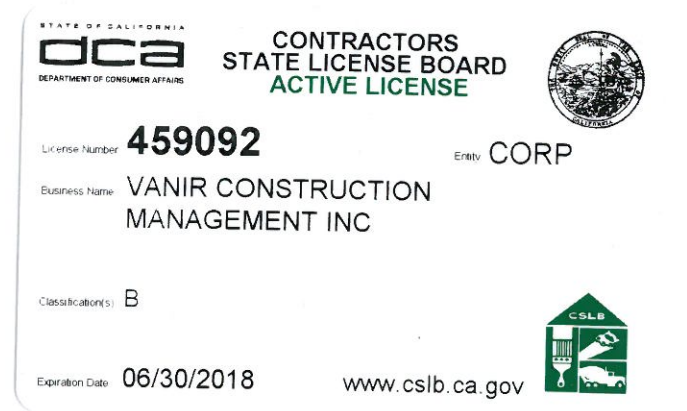 STATE OF CALIFORNIA
dca
DEPARTMENT OF CONSUMER AFFAIRS
CONTRACTORS
STATE LICENSE BOARD
ACTIVE LICENSE
License Number 459092
Entity CORP
Business Name VANIR CONSTRUCTION
MANAGEMENT INC
Classification(s) B
CSLB
Expiration Date 06/30/2018
www.cslb.ca.gov